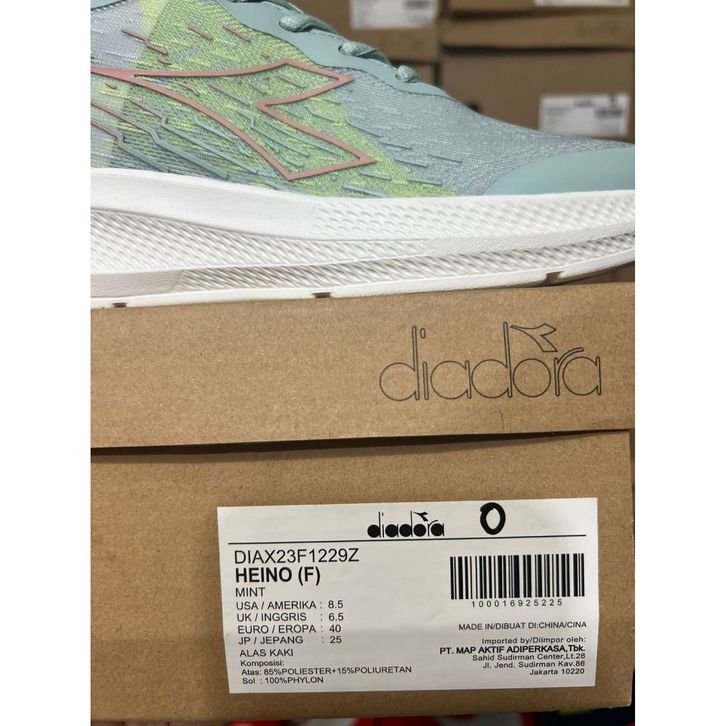 diadora
diadora 0
DIAX23F1229Z
HEINO (F)
MINT
USA / AMERIKA : 8.5
UK / INGGRIS : 6.5
EURO / EROPA : 40
JP / JEPANG : 25
ALAS KAKI
Komposisi:
Atas: 85%POLIESTER+15%POLIURETAN
Sol : 100%PHYLON
100016925225
MADE IN/DIBUAT DI:CHINA/CINA
Imported by/Diimpor oleh:
PT. MAP AKTIF ADIPERKASA,Tbk.
Sahid Sudirman Center,Lt.26
Jl. Jend. Sudirman Kav.86
Jakarta 10220